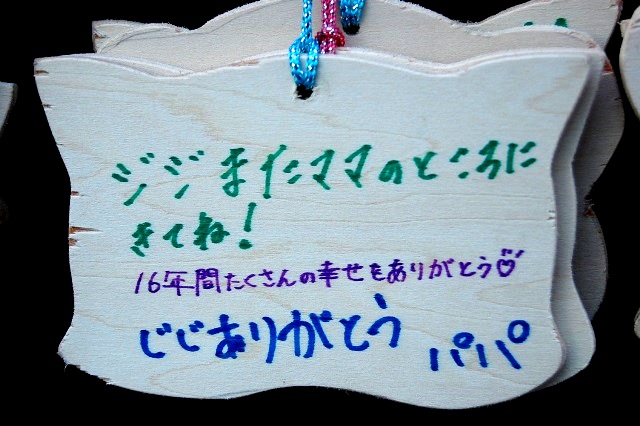 ジジまたママのところに
きてね!
16年間たくさんの幸せをありがとう♡
じじありがとう パパ